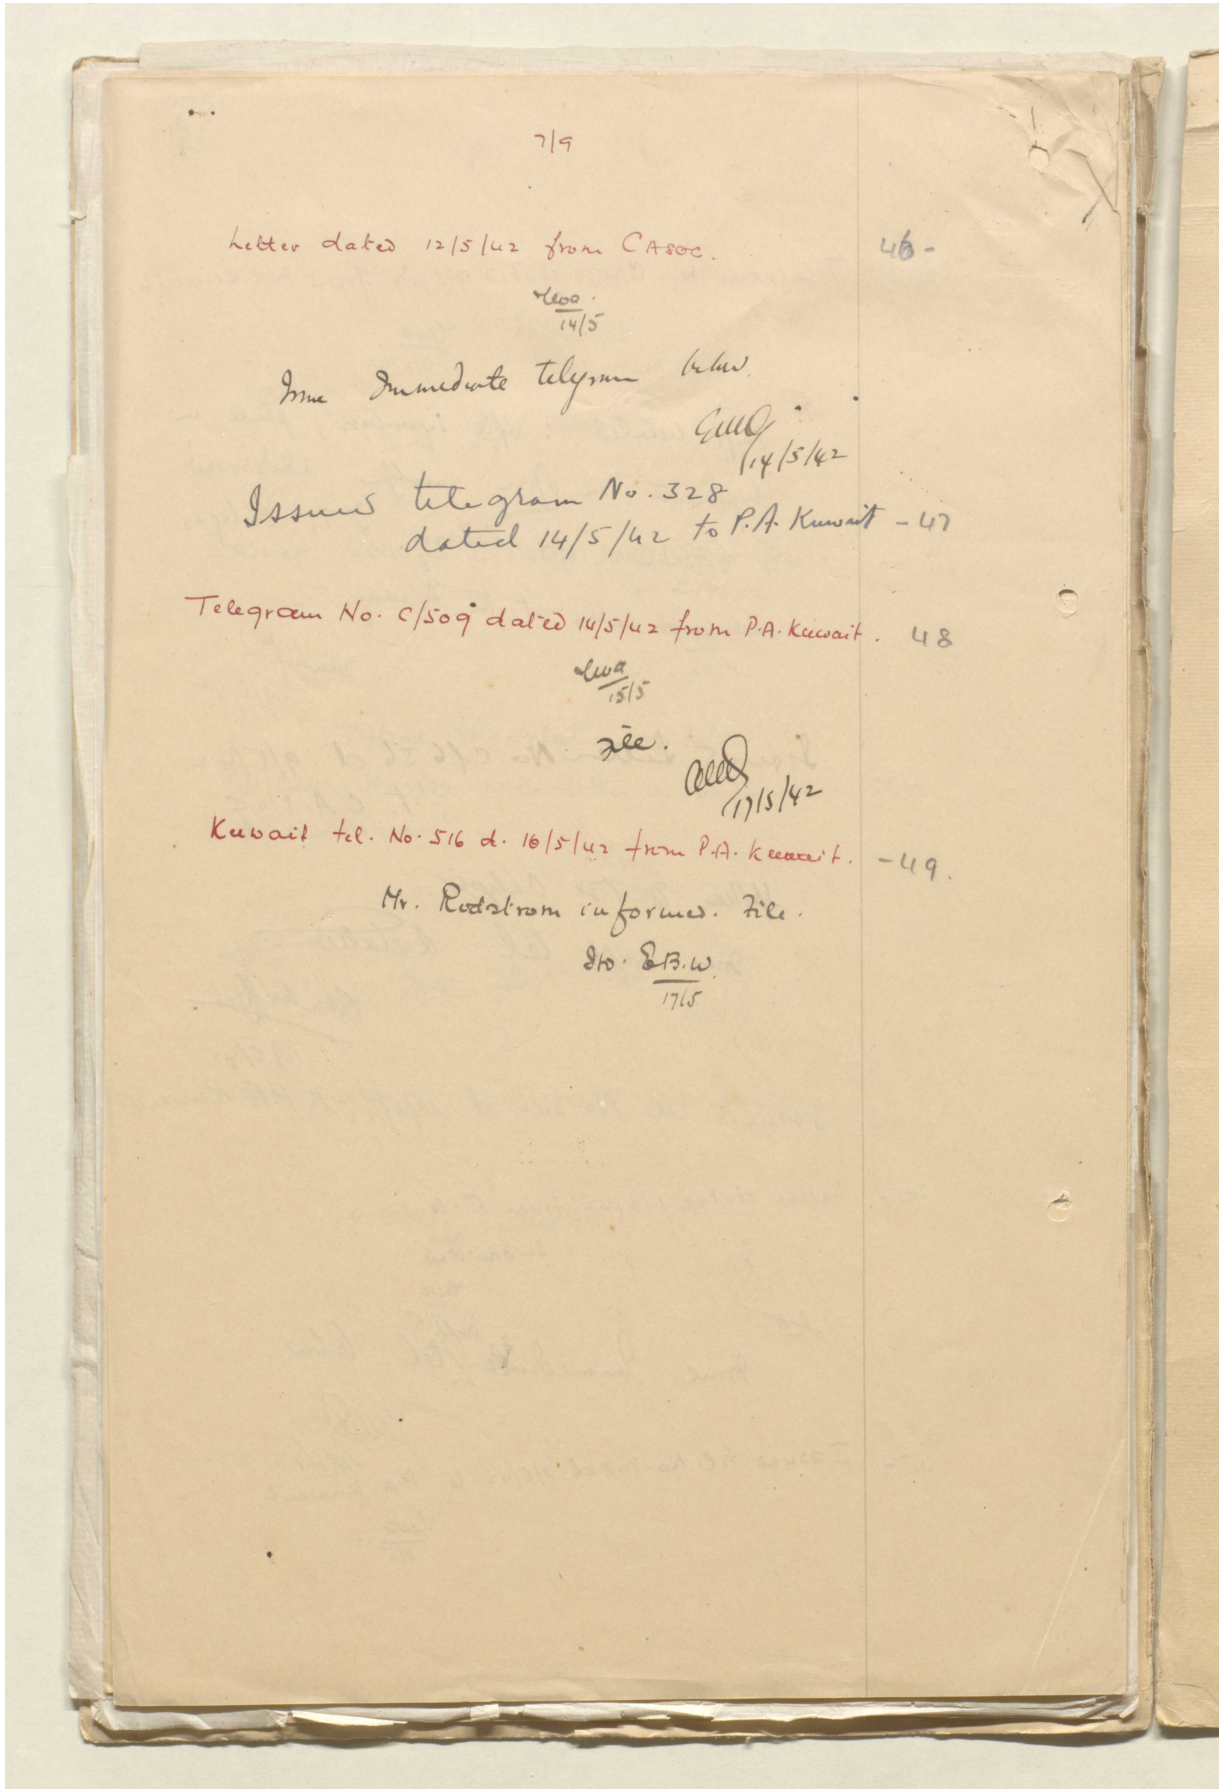 7/9
Letter dated 12/5/42 from CASOC. 46-
14/5
Issue Immediate telegram below.
14/5/42
Issued telegram No. 328
dated 14/5/42 to P.A. Kuwait - 47
Telegram No. C/509 dated 14/5/42 from P.A. Kuwait. 48
15/5
File.
17/5/42
Kuwait tel. No. 516 d. 16/5/42 from P.A. Kuwait. - 49.
Mr. Rodstrom informed. File.
E.B.W.
17/5